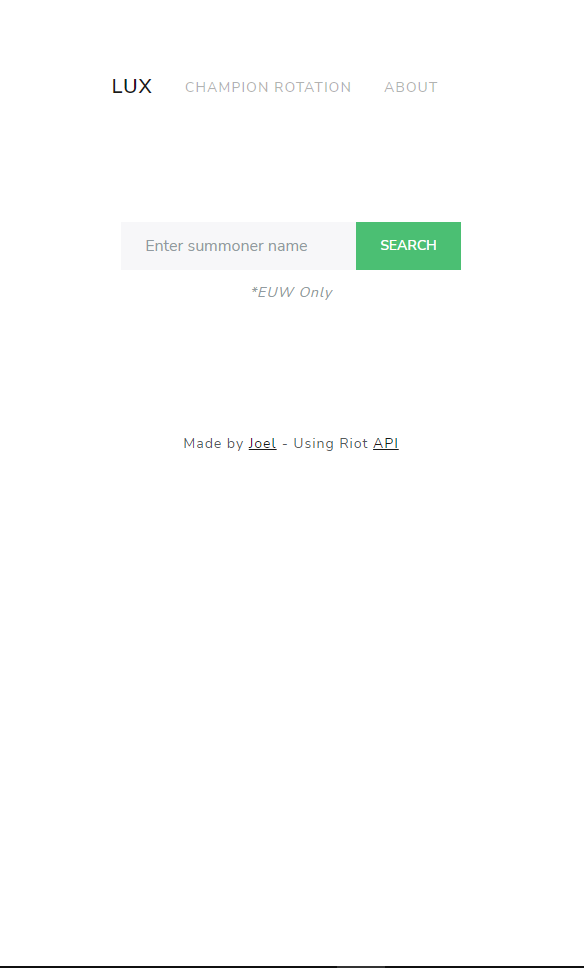 LUX CHAMPION ROTATION ABOUT
Enter summoner name SEARCH
*EUW Only
Made by Joel - Using Riot API